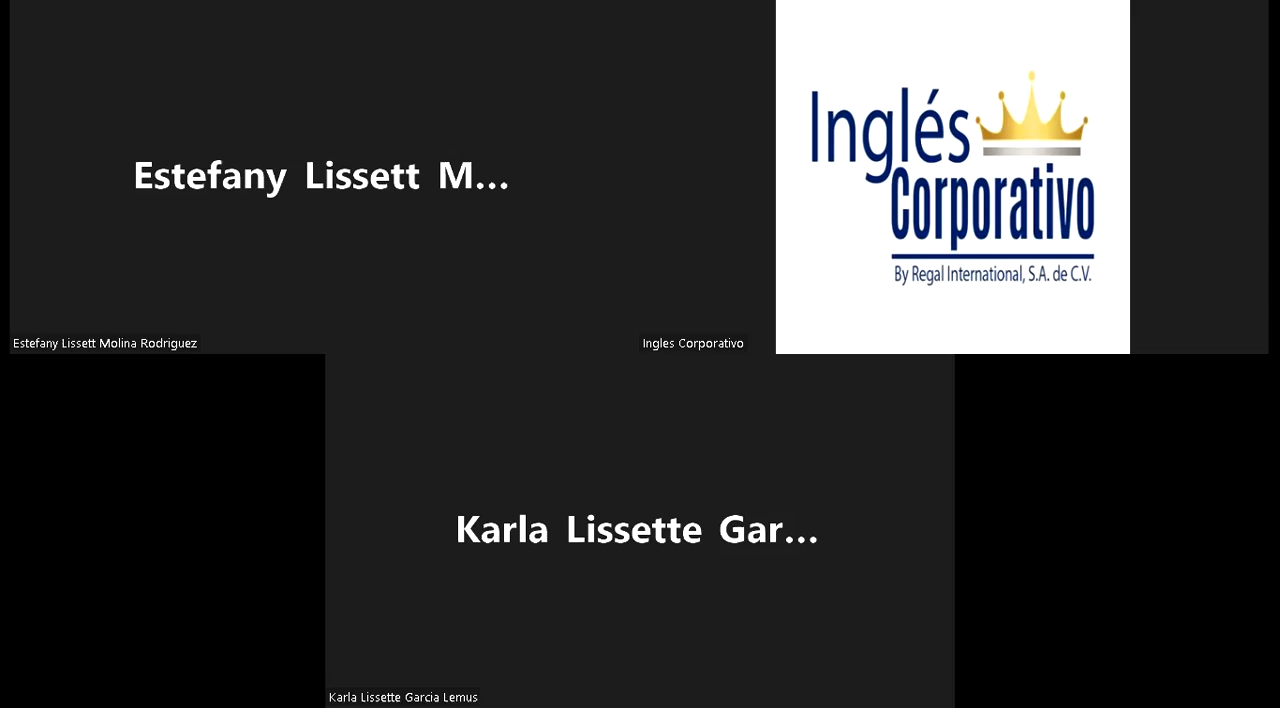 Estefany Lissett M...
Estefany Lissett Molina Rodriguez
Inglés
Corporativo
By Regal International, S.A. de C.V.
Ingles Corporativo
Karla Lissette Gar...
Karla Lissette Garcia Lemus